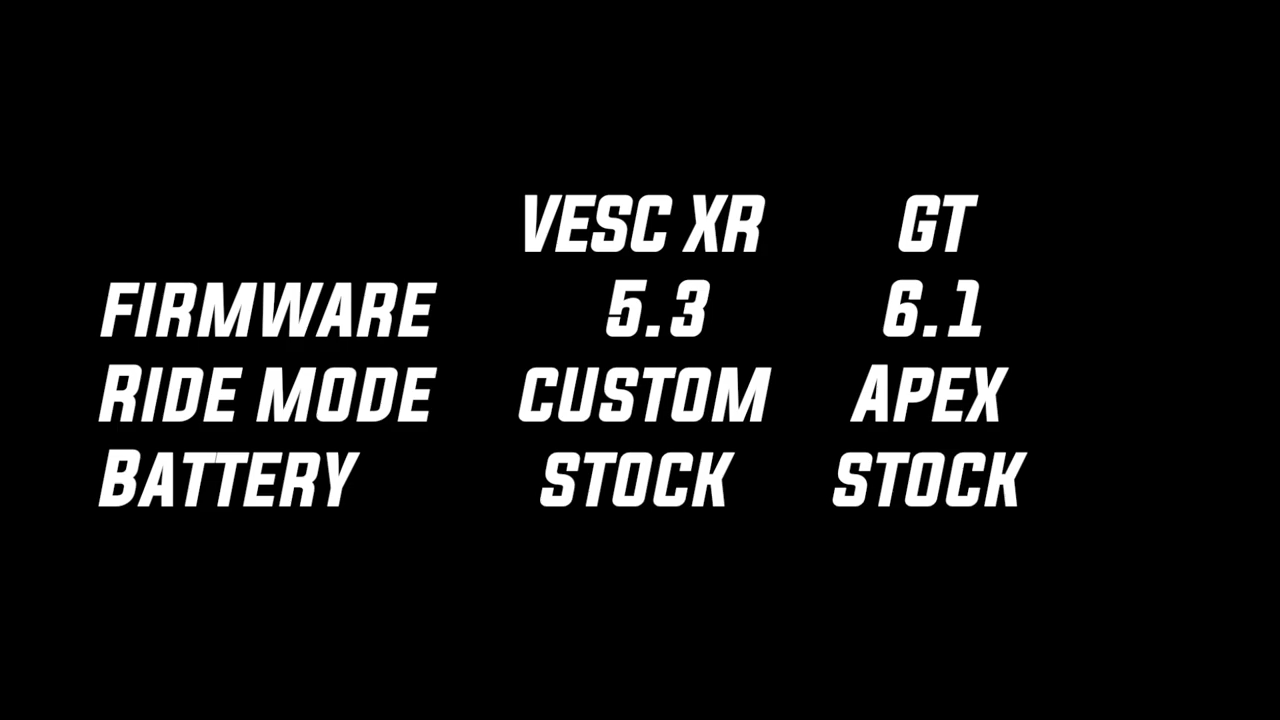 VESC XR GT
FIRMWARE 5.3 6.1
RIDE MODE CUSTOM APEX
BATTERY STOCK STOCK